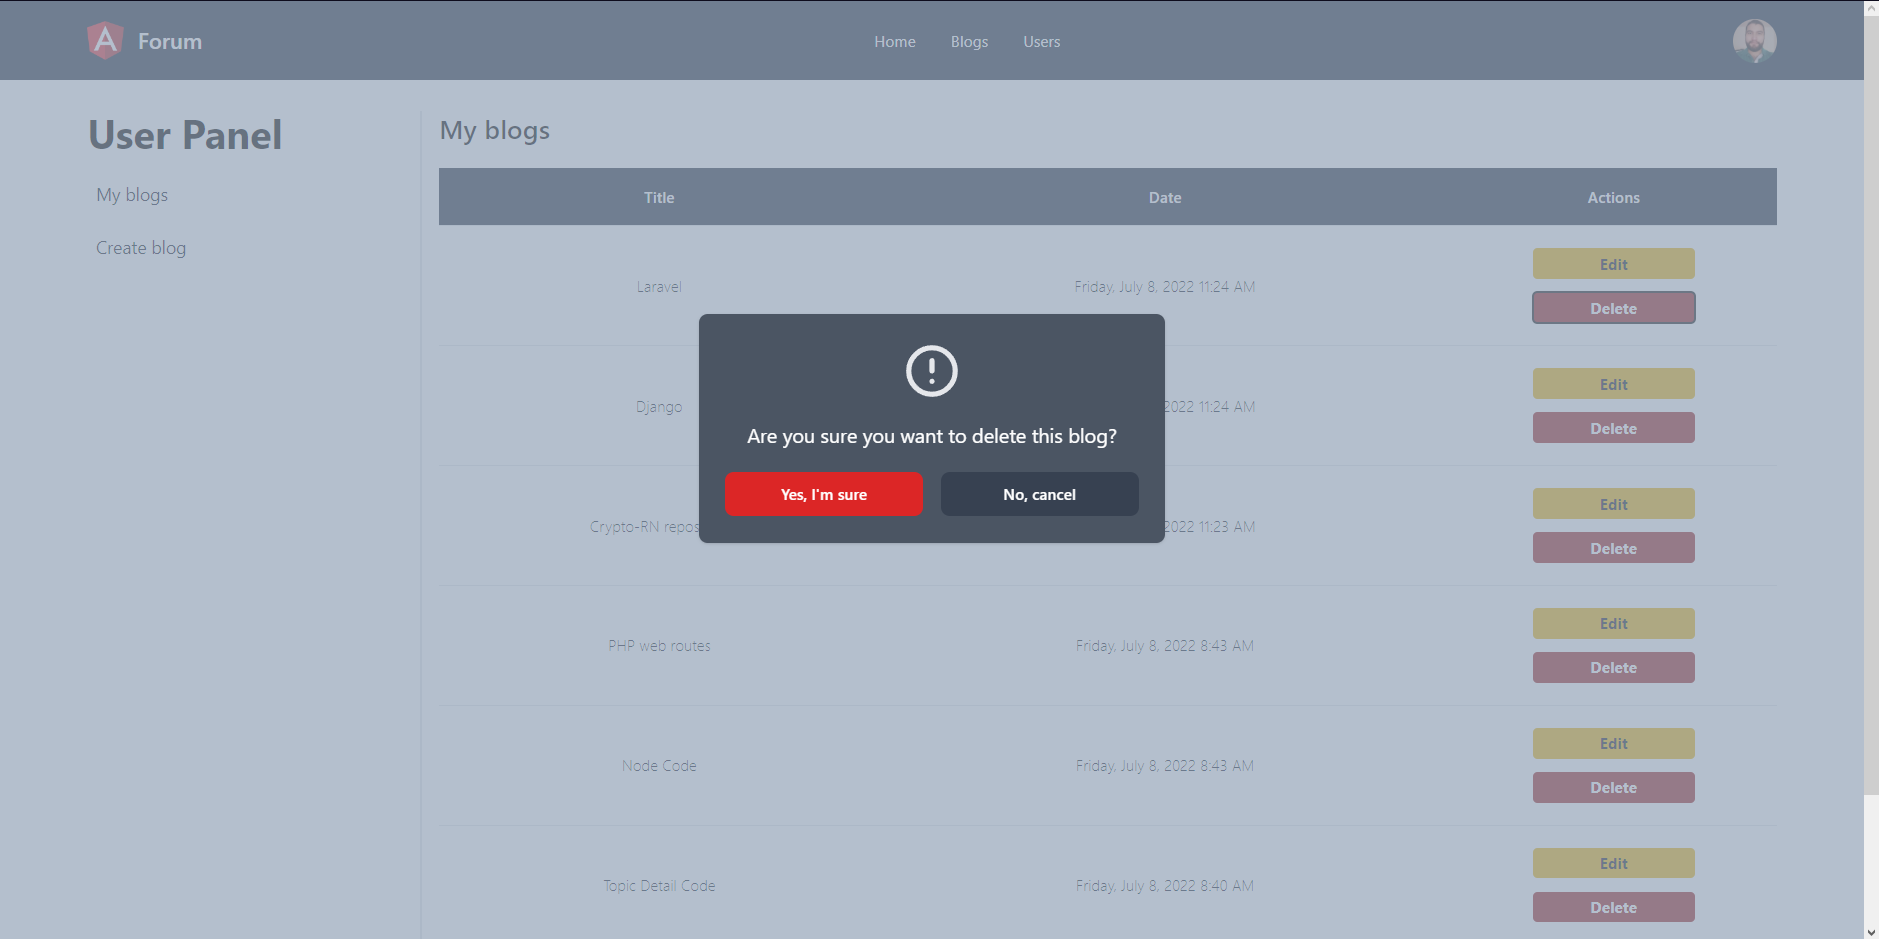 A Forum
Home Blogs Users
User Panel
My blogs
Create blog
My blogs
Title Date Actions
Laravel Friday, July 8, 2022 11:24 AM Edit
Delete
Django 2022 11:24 AM Edit
Delete
Crypto-RN repos 2022 11:23 AM Edit
Delete
PHP web routes Friday, July 8, 2022 8:43 AM Edit
Delete
Node Code Friday, July 8, 2022 8:43 AM Edit
Delete
Topic Detail Code Friday, July 8, 2022 8:40 AM Edit
Delete
Are you sure you want to delete this blog?
Yes, I'm sure No, cancel